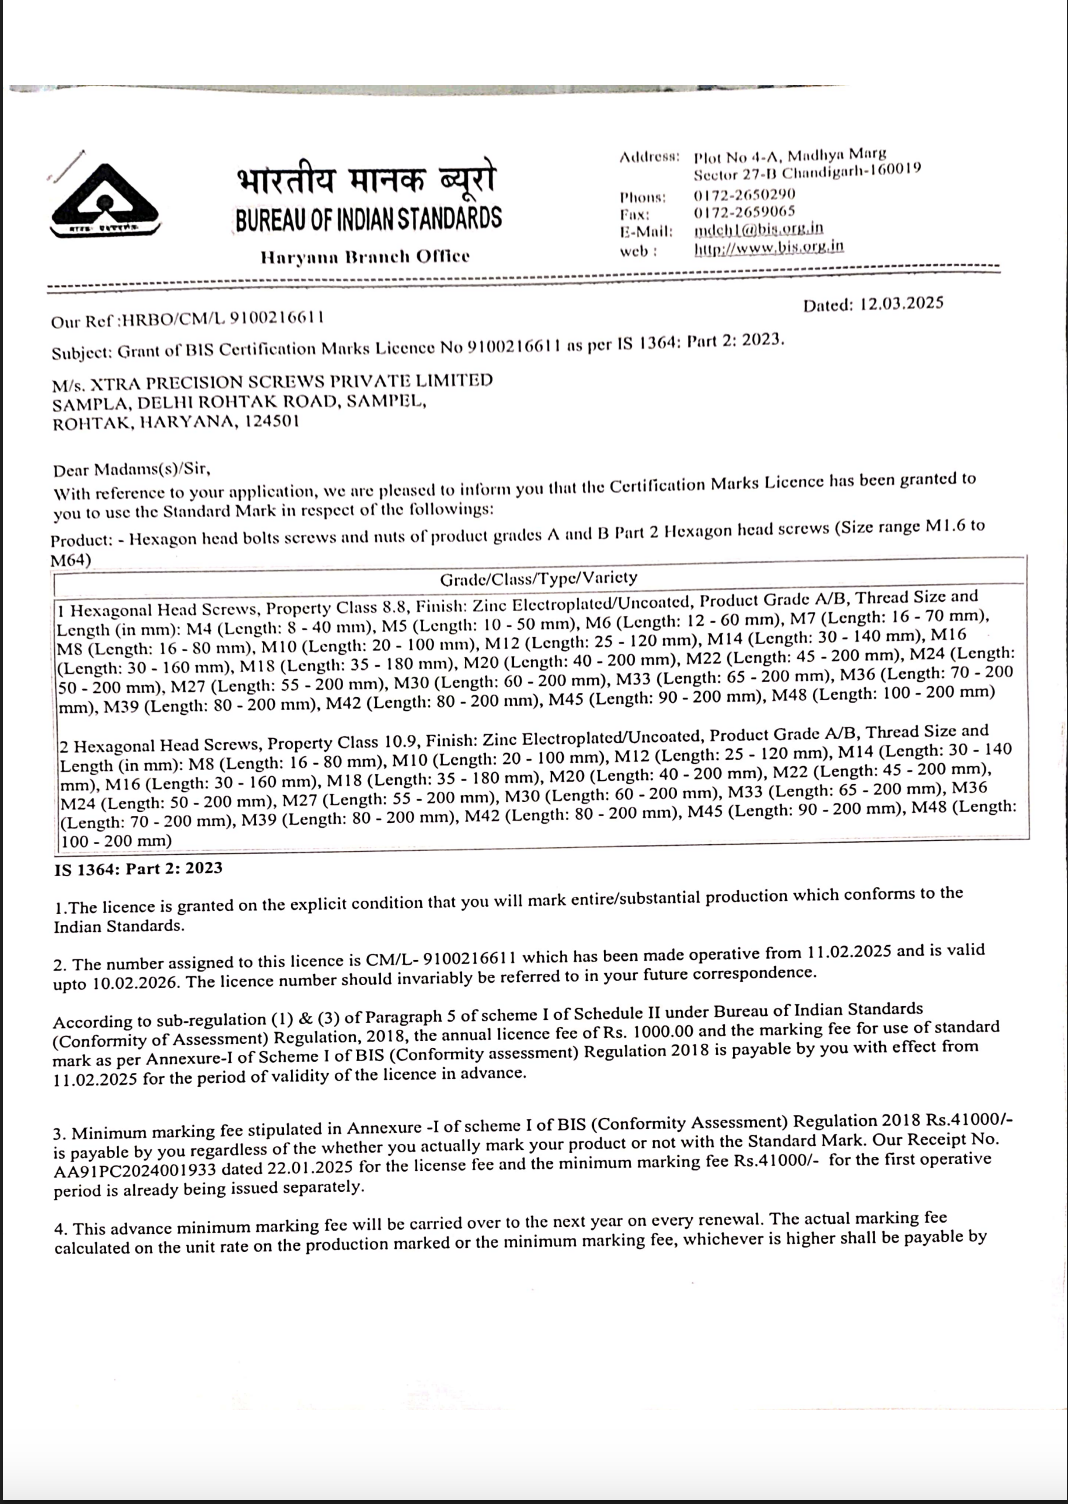 भारतीय मानक ब्यूरो
BUREAU OF INDIAN STANDARDS
Haryana Branch Office
Address: Plot No 4-A, Madhya Marg
Sector 27-B Chandigarh-160019
Phons: 0172-2650290
Fax: 0172-2659065
E-Mail: mdch1@bis.org.in
web : http://www.bis.org.in
Our Ref :HRBO/CM/L 9100216611
Dated: 12.03.2025
Subject: Grant of BIS Certification Marks Licence No 9100216611 as per IS 1364: Part 2: 2023.
M/s. XTRA PRECISION SCREWS PRIVATE LIMITED
SAMPLA, DELHI ROHTAK ROAD, SAMPEL,
ROHTAK, HARYANA, 124501
Dear Madams(s)/Sir,
With reference to your application, we are pleased to inform you that the Certification Marks Licence has been granted to
you to use the Standard Mark in respect of the followings:
Product: - Hexagon head bolts screws and nuts of product grades A and B Part 2 Hexagon head screws (Size range M1.6 to
M64)
Grade/Class/Type/Variety
1 Hexagonal Head Screws, Property Class 8.8, Finish: Zinc Electroplated/Uncoated, Product Grade A/B, Thread Size and
Length (in mm): M4 (Length: 8 - 40 mm), M5 (Length: 10 - 50 mm), M6 (Length: 12 - 60 mm), M7 (Length: 16 - 70 mm),
M8 (Length: 16 - 80 mm), M10 (Length: 20 - 100 mm), M12 (Length: 25 - 120 mm), M14 (Length: 30 - 140 mm), M16
(Length: 30 - 160 mm), M18 (Length: 35 - 180 mm), M20 (Length: 40 - 200 mm), M22 (Length: 45 - 200 mm), M24 (Length:
50 - 200 mm), M27 (Length: 55 - 200 mm), M30 (Length: 60 - 200 mm), M33 (Length: 65 - 200 mm), M36 (Length: 70 - 200
mm), M39 (Length: 80 - 200 mm), M42 (Length: 80 - 200 mm), M45 (Length: 90 - 200 mm), M48 (Length: 100 - 200 mm)
2 Hexagonal Head Screws, Property Class 10.9, Finish: Zinc Electroplated/Uncoated, Product Grade A/B, Thread Size and
Length (in mm): M8 (Length: 16 - 80 mm), M10 (Length: 20 - 100 mm), M12 (Length: 25 - 120 mm), M14 (Length: 30 - 140
mm), M16 (Length: 30 - 160 mm), M18 (Length: 35 - 180 mm), M20 (Length: 40 - 200 mm), M22 (Length: 45 - 200 mm),
M24 (Length: 50 - 200 mm), M27 (Length: 55 - 200 mm), M30 (Length: 60 - 200 mm), M33 (Length: 65 - 200 mm), M36
(Length: 70 - 200 mm), M39 (Length: 80 - 200 mm), M42 (Length: 80 - 200 mm), M45 (Length: 90 - 200 mm), M48 (Length:
100 - 200 mm)
IS 1364: Part 2: 2023
1.The licence is granted on the explicit condition that you will mark entire/substantial production which conforms to the
Indian Standards.
2. The number assigned to this licence is CM/L- 9100216611 which has been made operative from 11.02.2025 and is valid
upto 10.02.2026. The licence number should invariably be referred to in your future correspondence.
According to sub-regulation (1) & (3) of Paragraph 5 of scheme I of Schedule II under Bureau of Indian Standards
(Conformity of Assessment) Regulation, 2018, the annual licence fee of Rs. 1000.00 and the marking fee for use of standard
mark as per Annexure-I of Scheme I of BIS (Conformity assessment) Regulation 2018 is payable by you with effect from
11.02.2025 for the period of validity of the licence in advance.
3. Minimum marking fee stipulated in Annexure -I of scheme I of BIS (Conformity Assessment) Regulation 2018 Rs.41000/-
is payable by you regardless of the whether you actually mark your product or not with the Standard Mark. Our Receipt No.
AA91PC2024001933 dated 22.01.2025 for the license fee and the minimum marking fee Rs.41000/- for the first operative
period is already being issued separately.
4. This advance minimum marking fee will be carried over to the next year on every renewal. The actual marking fee
calculated on the unit rate on the production marked or the minimum marking fee, whichever is higher shall be payable by